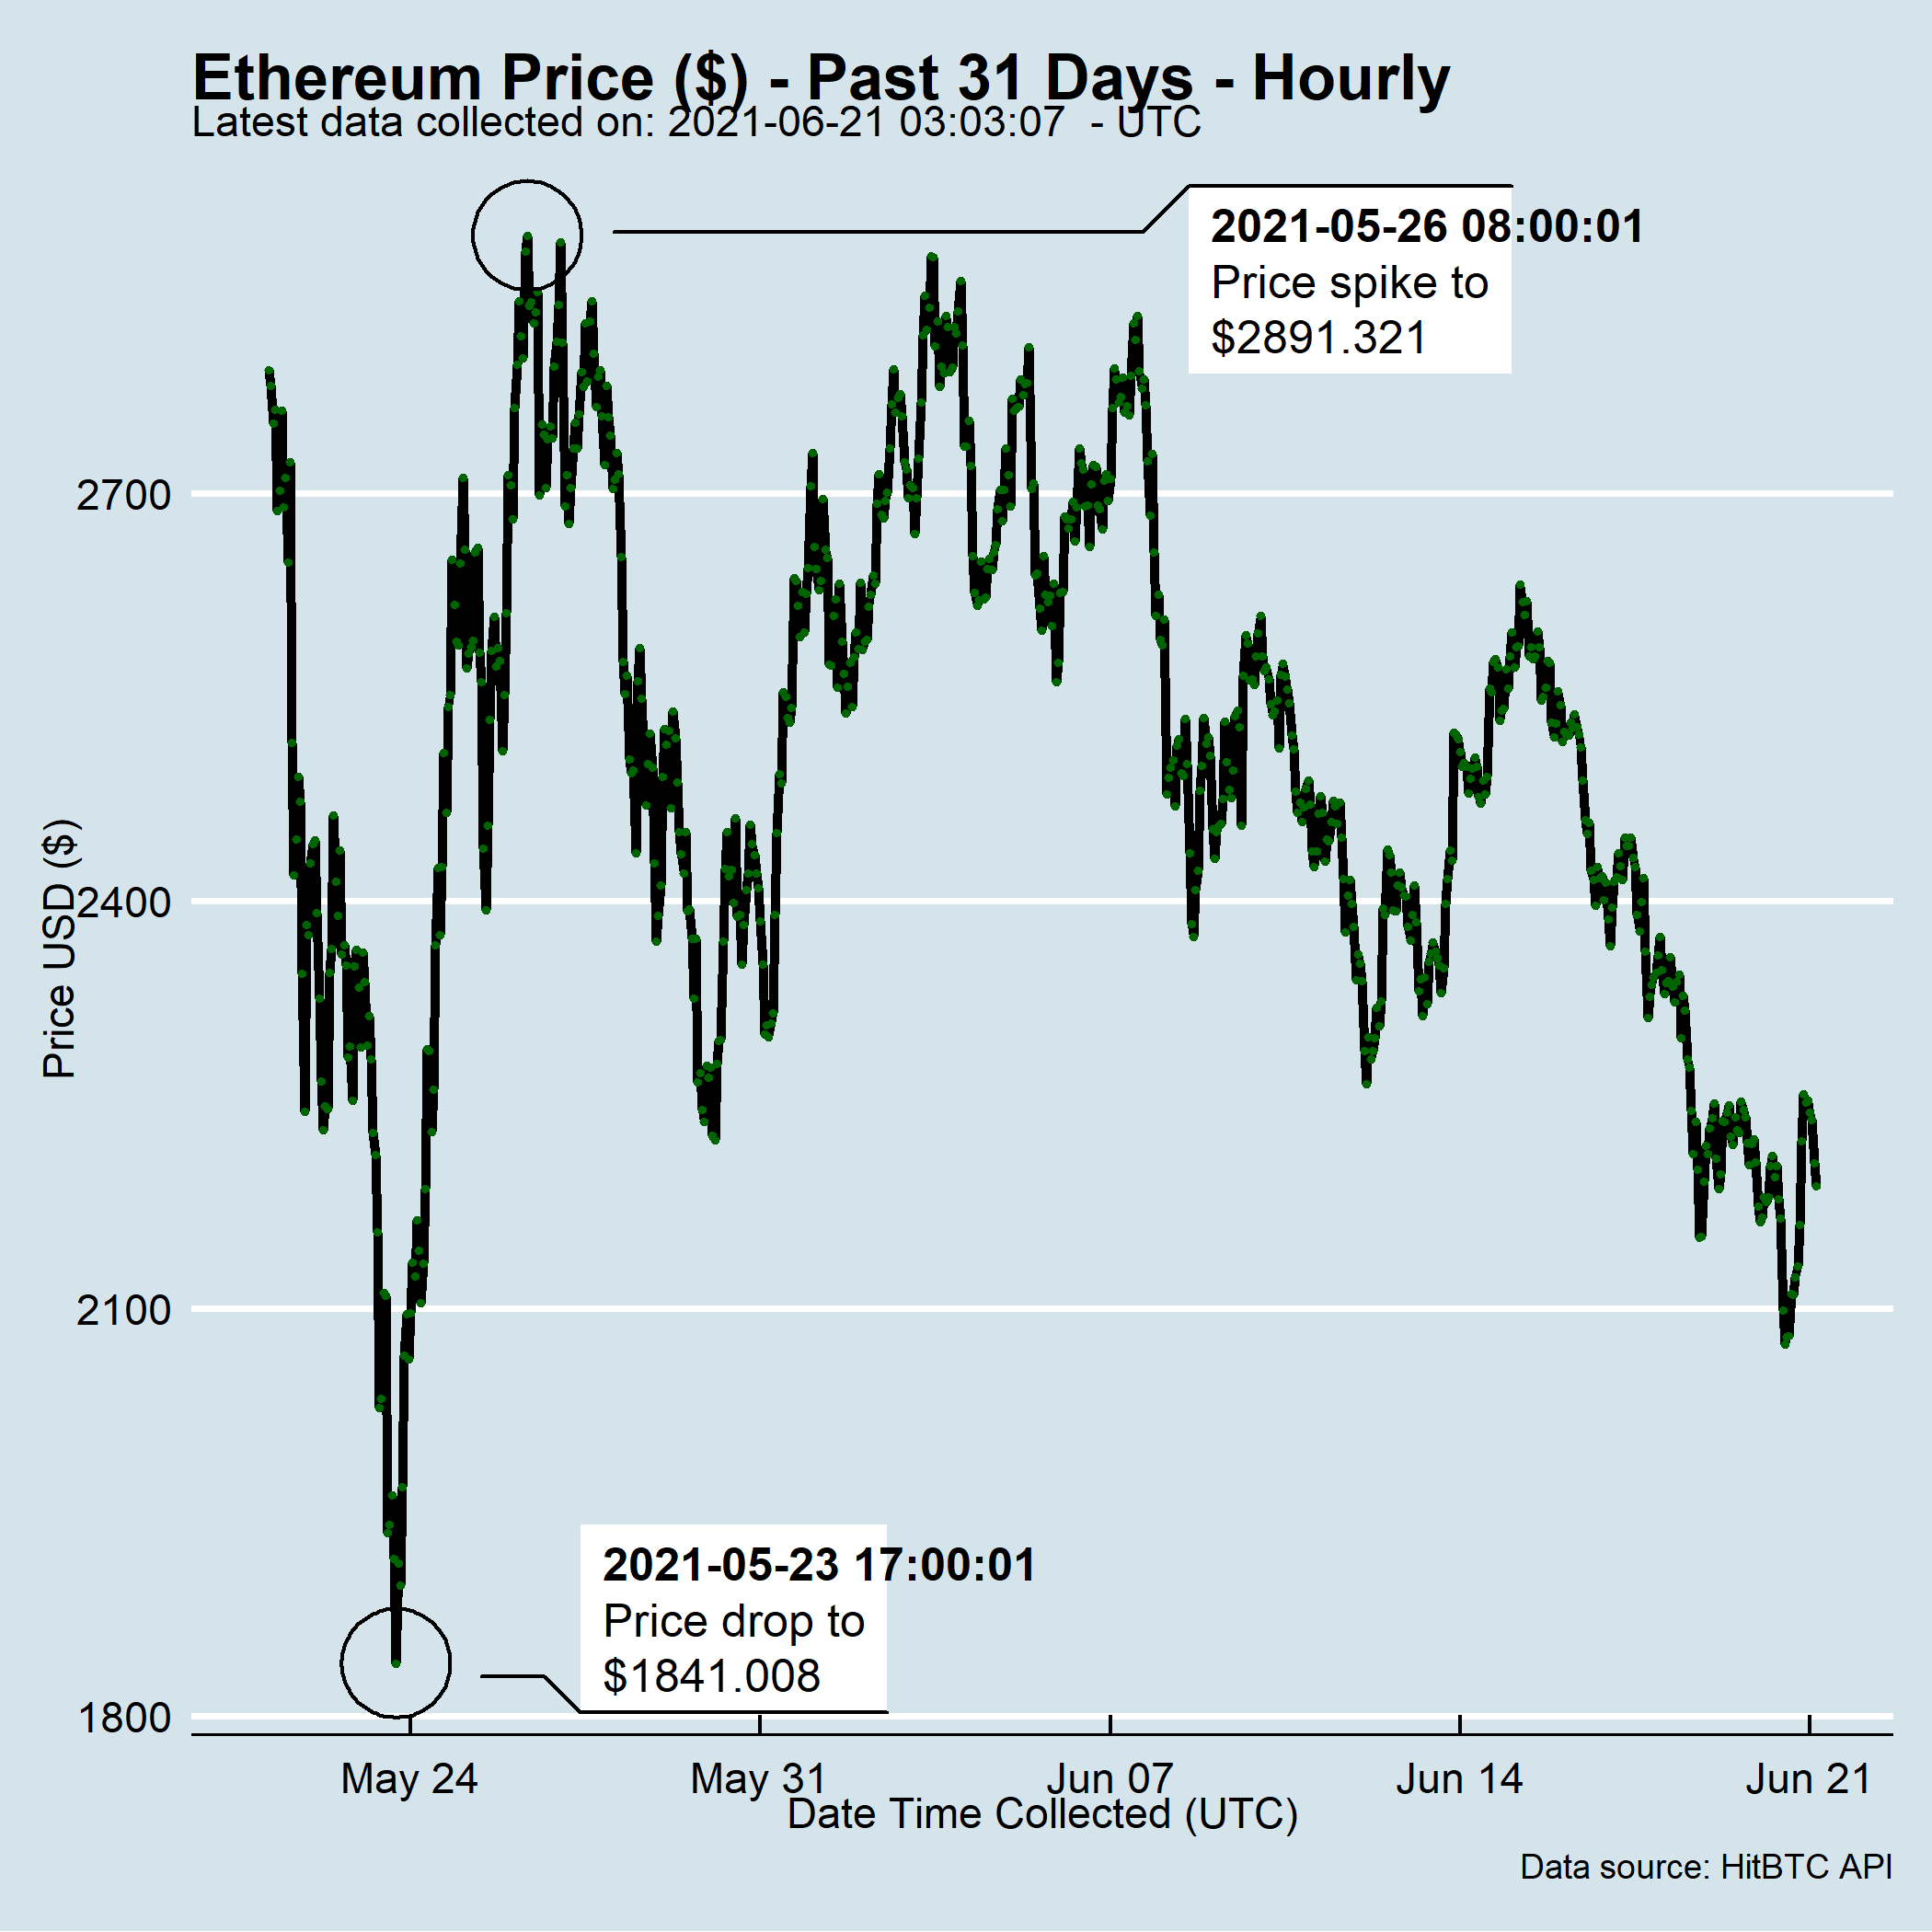 Ethereum Price ($) - Past 31 Days - Hourly
Latest data collected on: 2021-06-21 03:03:07  - UTC
2021-05-26 08:00:01
Price spike to
$2891.321
2700
2400
2100
1800
Price USD ($)
2021-05-23 17:00:01
Price drop to
$1841.008
May 24
May 31
Jun 07
Jun 14
Jun 21
Date Time Collected (UTC)
Data source: HitBTC API